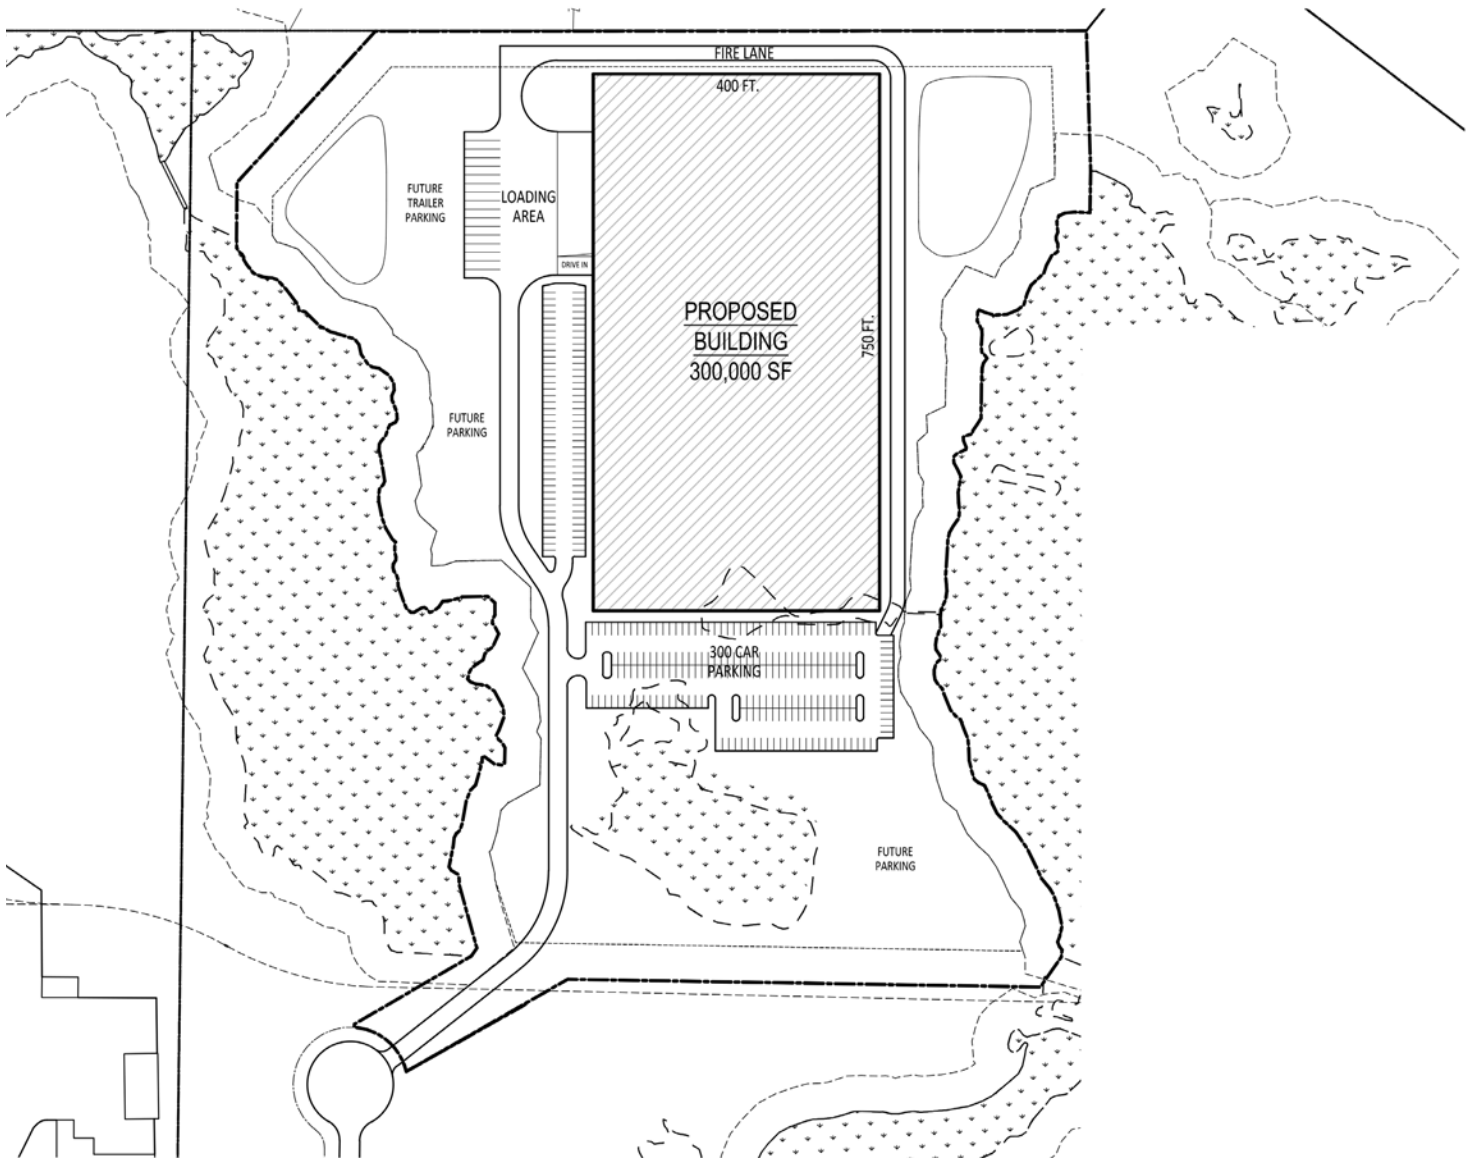 FIRE LANE
400 FT.
FUTURE
TRAILER
PARKING
LOADING
AREA
DRIVE IN
PROPOSED
BUILDING
300,000 SF
750 FT.
FUTURE
PARKING
300 CAR
PARKING
FUTURE
PARKING